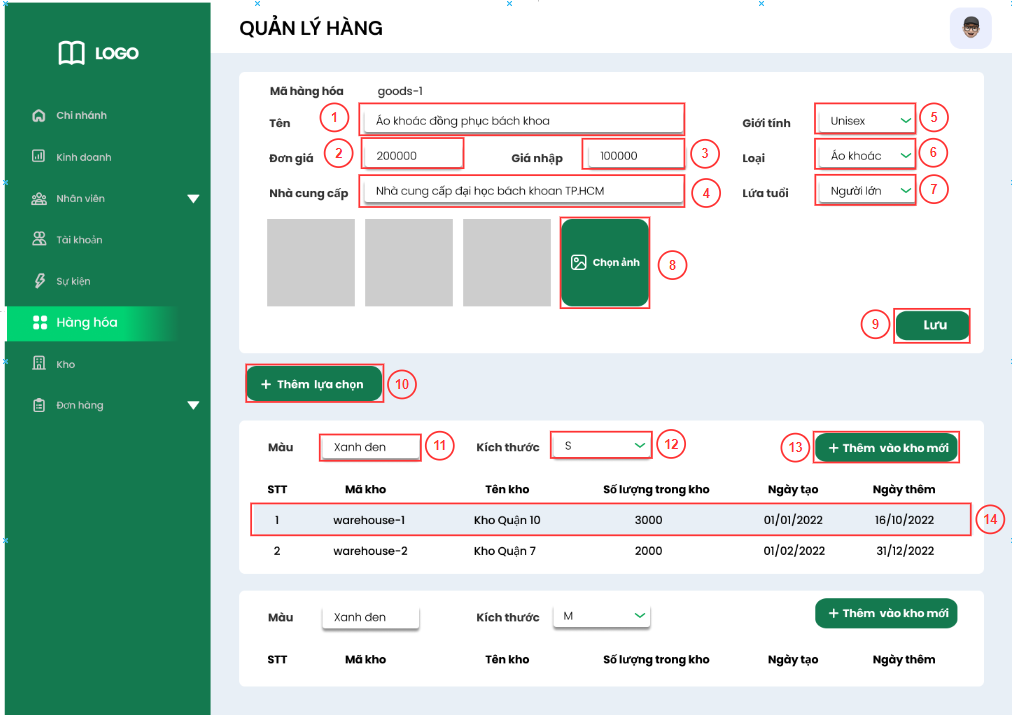 LOGO
Chi nhánh
Kinh doanh
Nhân viên
Tài khoản
Sự kiện
Hàng hóa
Kho
Đơn hàng
QUẢN LÝ HÀNG
Mã hàng hóa goods-1
Tên 1 Áo khoác đồng phục bách khoa Giới tính Unisex 5
Đơn giá 2 200000 Giá nhập 100000 3 Loại Áo khoác 6
Nhà cung cấp Nhà cung cấp đại học bách khoan TP.HCM 4 Lứa tuổi Người lớn 7
Chọn ảnh 8
9 Lưu
+ Thêm lựa chọn 10
Màu Xanh đen 11 Kích thước S 12 13 + Thêm vào kho mới
STT Mã kho Tên kho Số lượng trong kho Ngày tạo Ngày thêm
1 warehouse-1 Kho Quận 10 3000 01/01/2022 16/10/2022 14
2 warehouse-2 Kho Quận 7 2000 01/02/2022 31/12/2022
Màu Xanh đen Kích thước M + Thêm vào kho mới
STT Mã kho Tên kho Số lượng trong kho Ngày tạo Ngày thêm